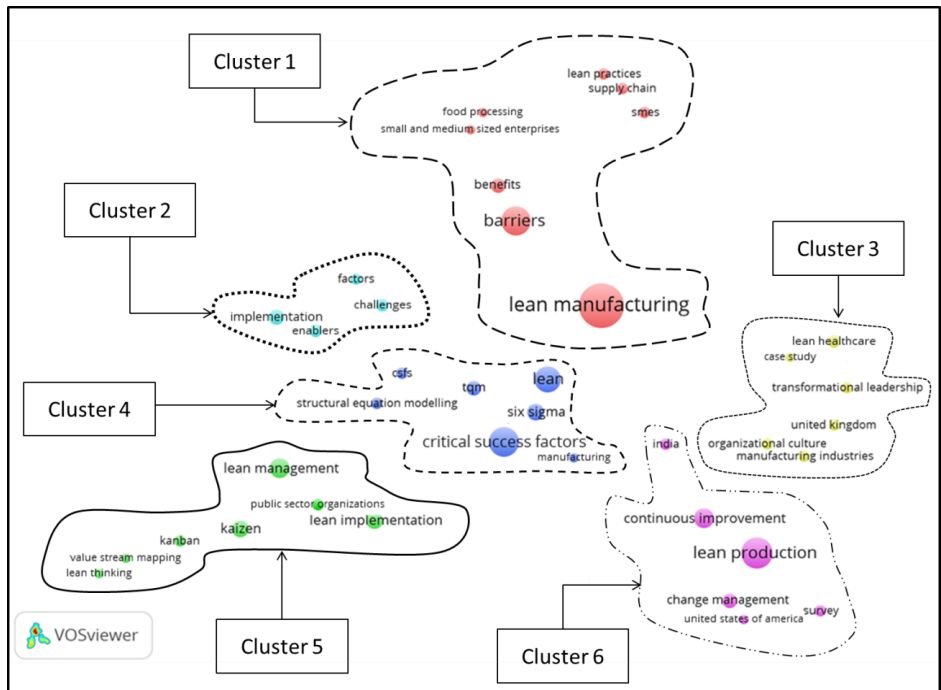 Cluster 1
lean practices
supply chain
smes
food processing
small and medium sized enterprises
benefits
barriers
lean manufacturing
Cluster 2
factors
challenges
implementation
enablers
Cluster 3
lean healthcare
case study
transformational leadership
united kingdom
organizational culture
manufacturing industries
Cluster 4
csfs
tqm
lean
structural equation modelling
six sigma
critical success factors
manufacturing
lean management
public sector organizations
lean implementation
kaizen
kanban
value stream mapping
lean thinking
Cluster 5
india
continuous improvement
lean production
change management
survey
united states of america
Cluster 6
VOSviewer